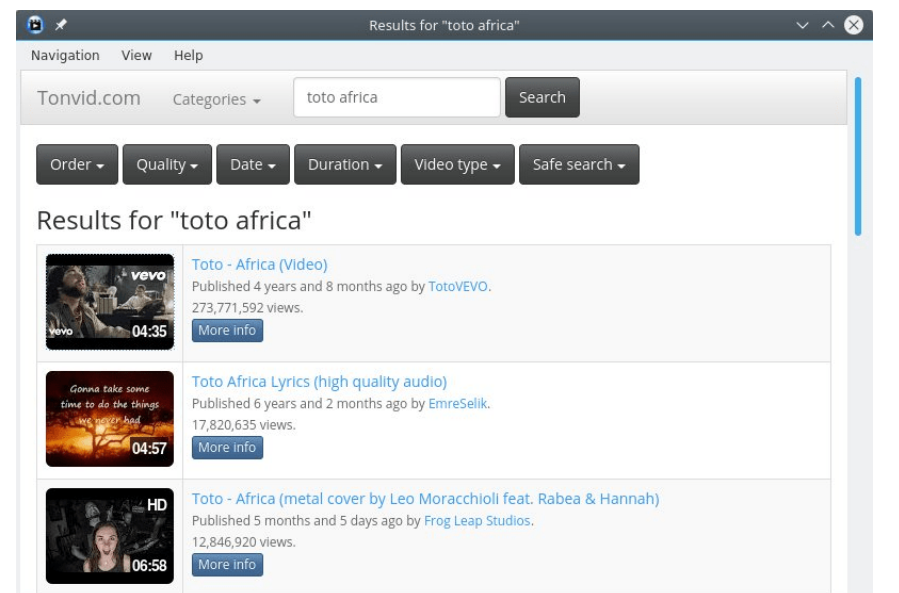 Results for "toto africa"
Navigation View Help
Tonvid.com Categories toto africa Search
Order Quality Date Duration Video type Safe search
Results for "toto africa"
vevo
vevo
04:35
Toto - Africa (Video)
Published 4 years and 8 months ago by TotoVEVO.
273,771,592 views.
More info
Gonna take some
time to do the things
we never had
04:57
Toto Africa Lyrics (high quality audio)
Published 6 years and 2 months ago by EmreSelik.
17,820,635 views.
More info
HD
06:58
Toto - Africa (metal cover by Leo Moracchioli feat. Rabea & Hannah)
Published 5 months and 5 days ago by Frog Leap Studios.
12,846,920 views.
More info